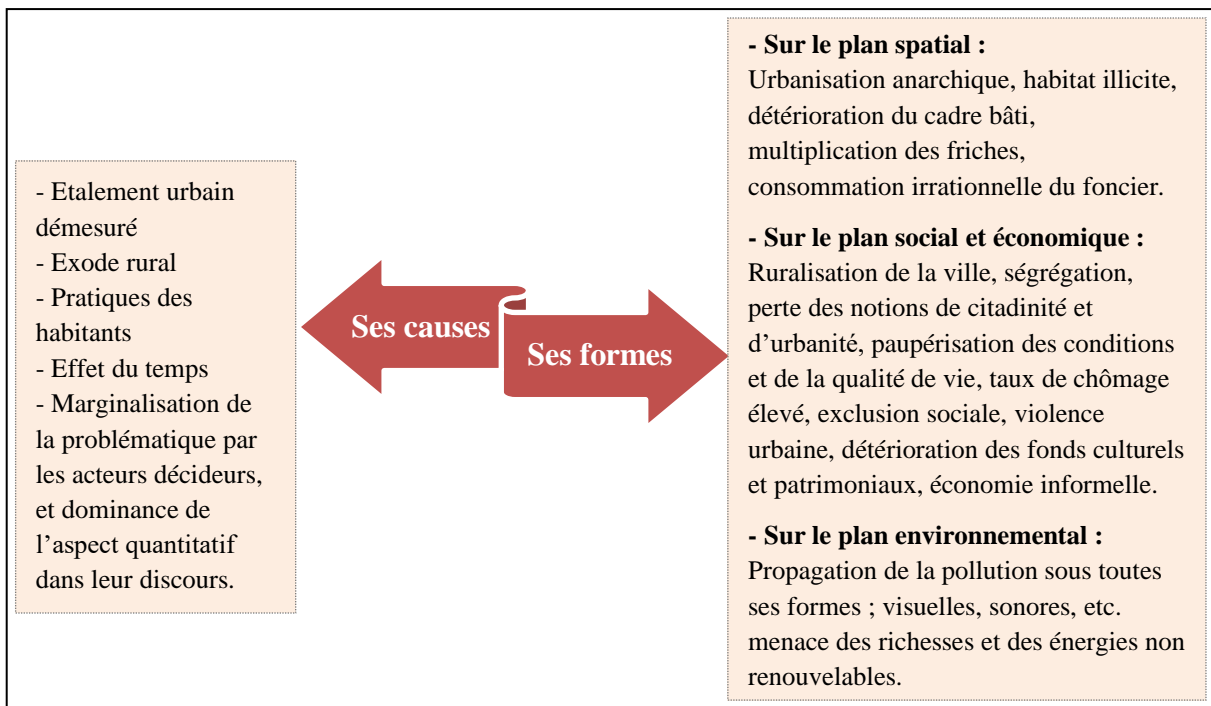 - Etalement urbain
démesuré
- Exode rural
- Pratiques des
habitants
- Effet du temps
- Marginalisation de
la problématique par
les acteurs décideurs,
et dominance de
l’aspect quantitatif
dans leur discours.
Ses causes
Ses formes
- Sur le plan spatial :
Urbanisation anarchique, habitat illicite,
détérioration du cadre bâti,
multiplication des friches,
consommation irrationnelle du foncier.
- Sur le plan social et économique :
Ruralisation de la ville, ségrégation,
perte des notions de citadinité et
d’urbanité, paupérisation des conditions
et de la qualité de vie, taux de chômage
élevé, exclusion sociale, violence
urbaine, détérioration des fonds culturels
et patrimoniaux, économie informelle.
- Sur le plan environnemental :
Propagation de la pollution sous toutes
ses formes ; visuelles, sonores, etc.
menace des richesses et des énergies non
renouvelables.